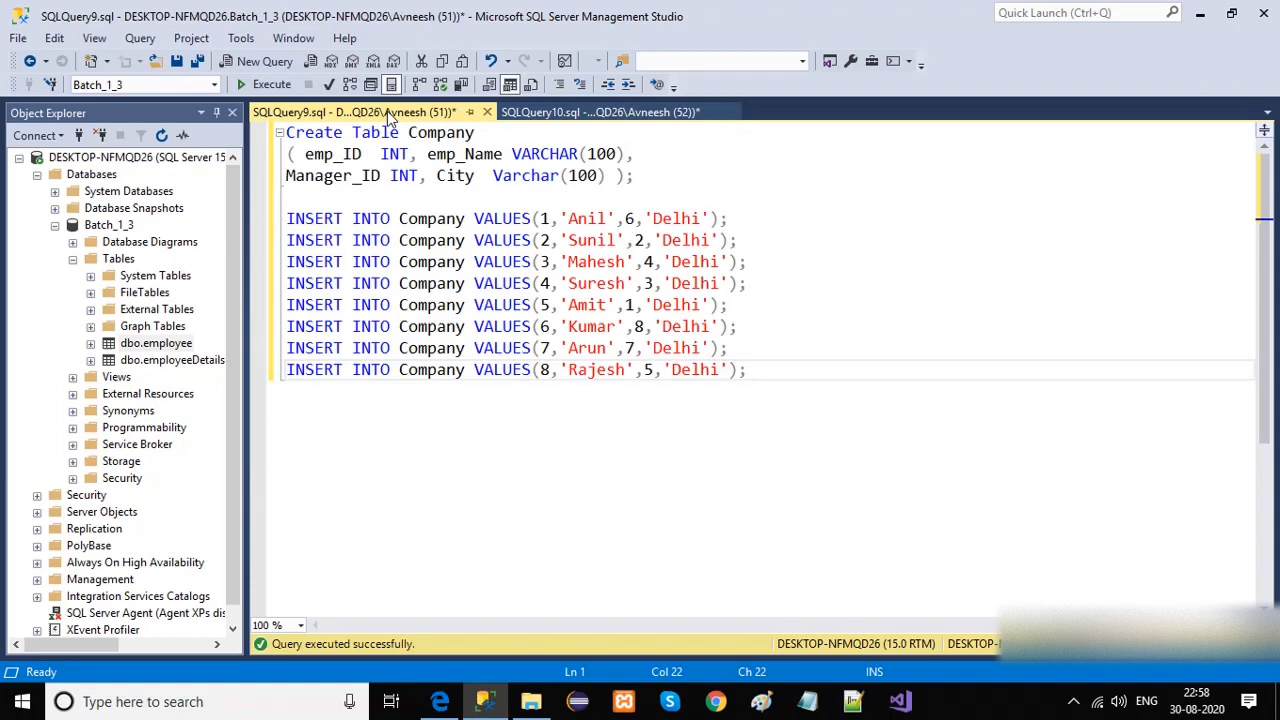 SQLQuery9.sql - DESKTOP-NFMQD26.Batch_1_3 (DESKTOP-NFMQD26\Avneesh (51))* - Microsoft SQL Server Management Studio
Quick Launch (Ctrl+Q)
File Edit View Query Project Tools Window Help
New Query MDX DMX XMLA DAX
Batch_1_3 Execute
Object Explorer
SQLQuery9.sql - D...QD26\Avneesh (51))* SQLQuery10.sql -...QD26\Avneesh (52))*
Connect
DESKTOP-NFMQD26 (SQL Server 15
Databases
System Databases
Database Snapshots
Batch_1_3
Database Diagrams
Tables
System Tables
FileTables
External Tables
Graph Tables
dbo.employee
dbo.employeeDetails
Views
External Resources
Synonyms
Programmability
Service Broker
Storage
Security
Security
Server Objects
Replication
PolyBase
Always On High Availability
Management
Integration Services Catalogs
SQL Server Agent (Agent XPs dis
XEvent Profiler
Create Table Company
( emp_ID INT, emp_Name VARCHAR(100),
Manager_ID INT, City Varchar(100) );
INSERT INTO Company VALUES(1,'Anil',6,'Delhi');
INSERT INTO Company VALUES(2,'Sunil',2,'Delhi');
INSERT INTO Company VALUES(3,'Mahesh',4,'Delhi');
INSERT INTO Company VALUES(4,'Suresh',3,'Delhi');
INSERT INTO Company VALUES(5,'Amit',1,'Delhi');
INSERT INTO Company VALUES(6,'Kumar',8,'Delhi');
INSERT INTO Company VALUES(7,'Arun',7,'Delhi');
INSERT INTO Company VALUES(8,'Rajesh',5,'Delhi');
100 %
Query executed successfully. DESKTOP-NFMQD26 (15.0 RTM) DESKTOP-
Ready Ln 1 Col 22 Ch 22 INS
Type here to search
ENG
22:58
30-08-2020